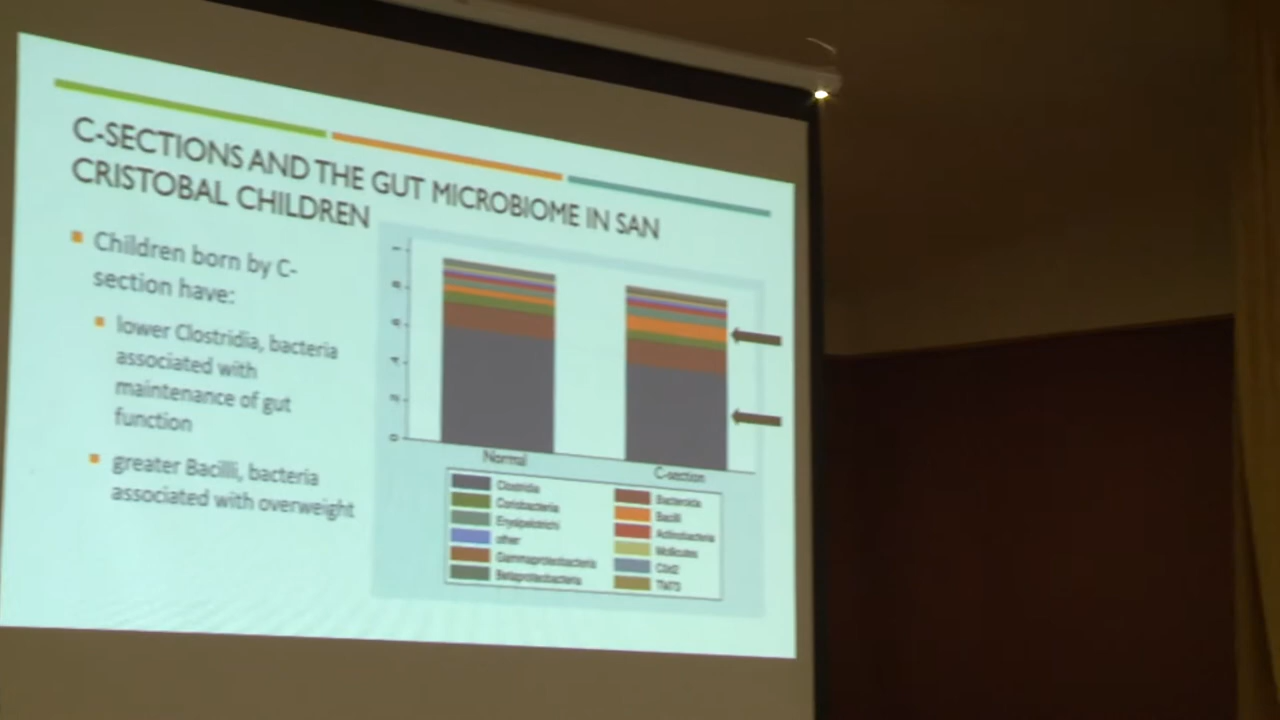 C-SECTIONS AND THE GUT MICROBIOME IN SAN
CRISTOBAL CHILDREN
Children born by C-
section have:
lower Clostridia, bacteria
associated with
maintenance of gut
function
greater Bacilli, bacteria
associated with overweight
Normal
C-section
Clostridia
Coriobacteria
Erysipelotrichi
other
Gammaproteobacteria
Betaproteobacteria
Bacteroidia
Bacilli
Actinobacteria
Mollicutes
TM73